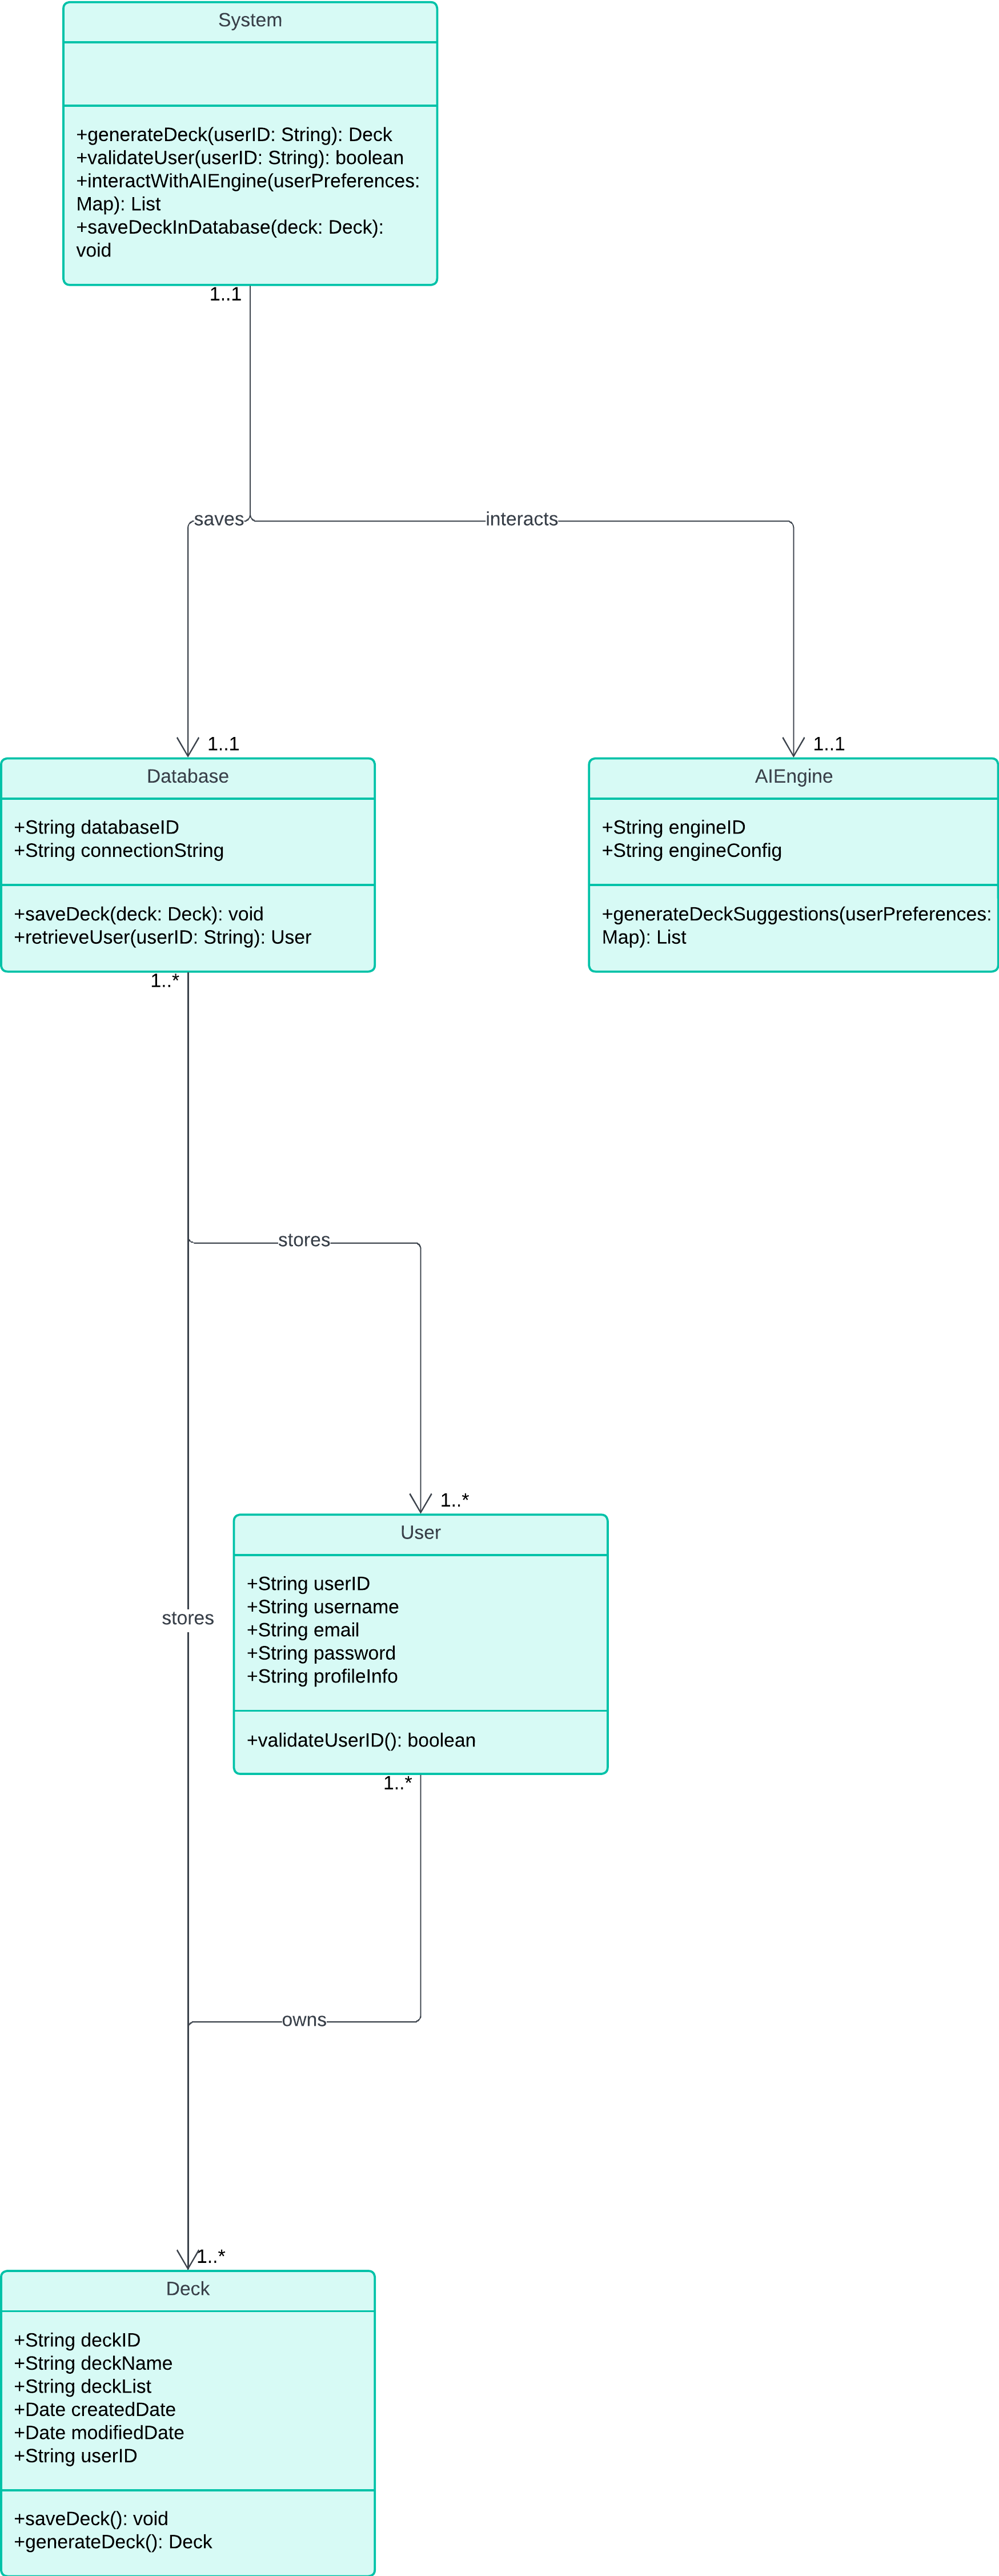 System
+generateDeck(userID: String): Deck
+validateUser(userID: String): boolean
+interactWithAIEngine(userPreferences:
Map): List
+saveDeckInDatabase(deck: Deck):
void
1..1
saves
interacts
1..1
1..1
Database
+String databaseID
+String connectionString
+saveDeck(deck: Deck): void
+retrieveUser(userID: String): User
AIEngine
+String engineID
+String engineConfig
+generateDeckSuggestions(userPreferences:
Map): List
1..*
stores
1..*
User
+String userID
+String username
+String email
+String password
+String profileInfo
+validateUserID(): boolean
stores
1..*
owns
1..*
Deck
+String deckID
+String deckName
+String deckList
+Date createdDate
+Date modifiedDate
+String userID
+saveDeck(): void
+generateDeck(): Deck